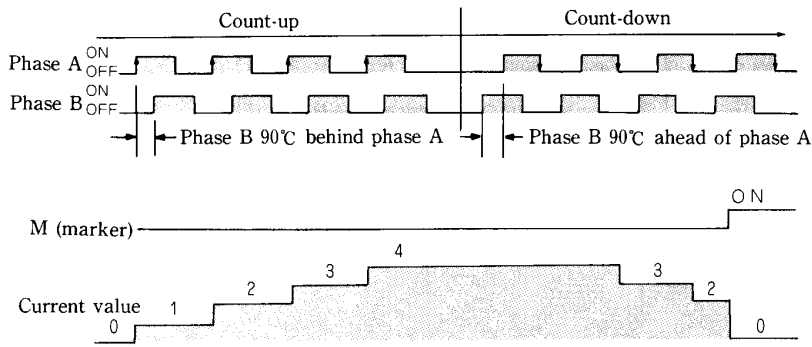 Count-up
Count-down
Phase A ON
OFF
Phase B ON
OFF
Phase B 90℃ behind phase A
Phase B 90℃ ahead of phase A
ON
M (marker)
4
3
3
2
2
1
Current value
0
0